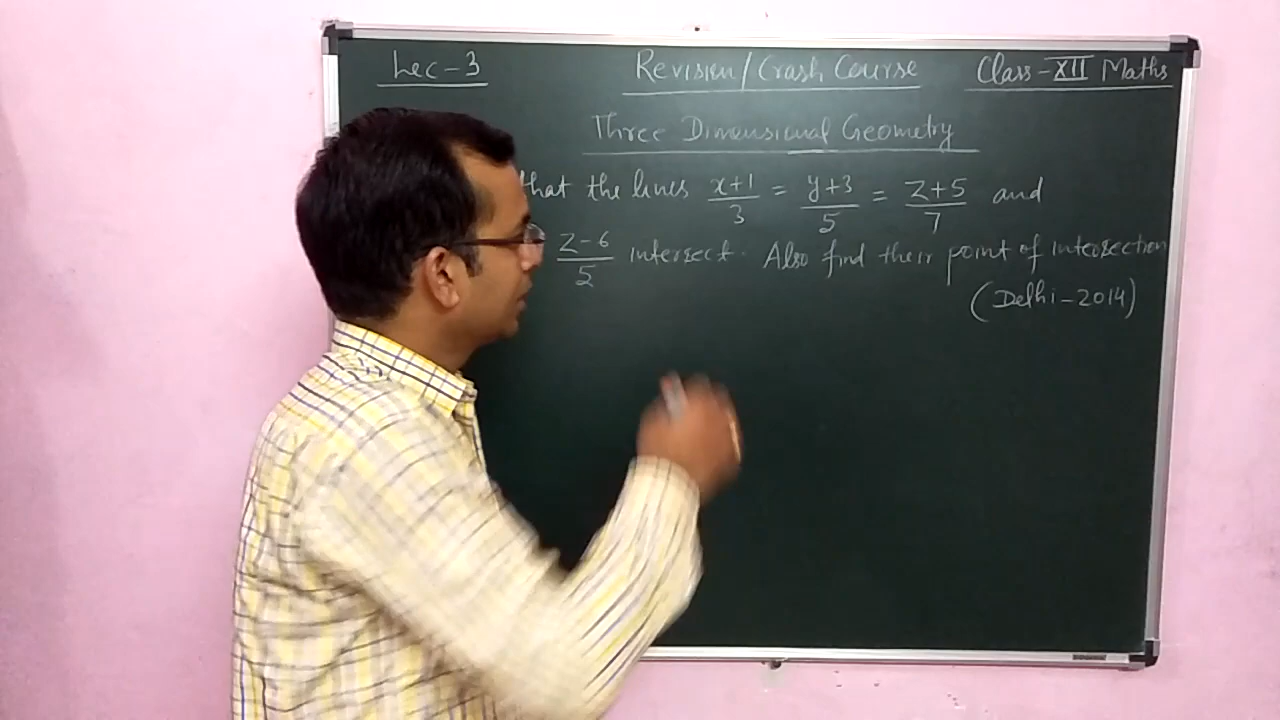 Lec-3 Revision/Crash Course Class-XII Maths
Three Dimensional Geometry
that the lines x+1/3 = y+3/5 = z+5/7 and
z-6/5 intersect. Also find their point of intersection
(Delhi-2014)